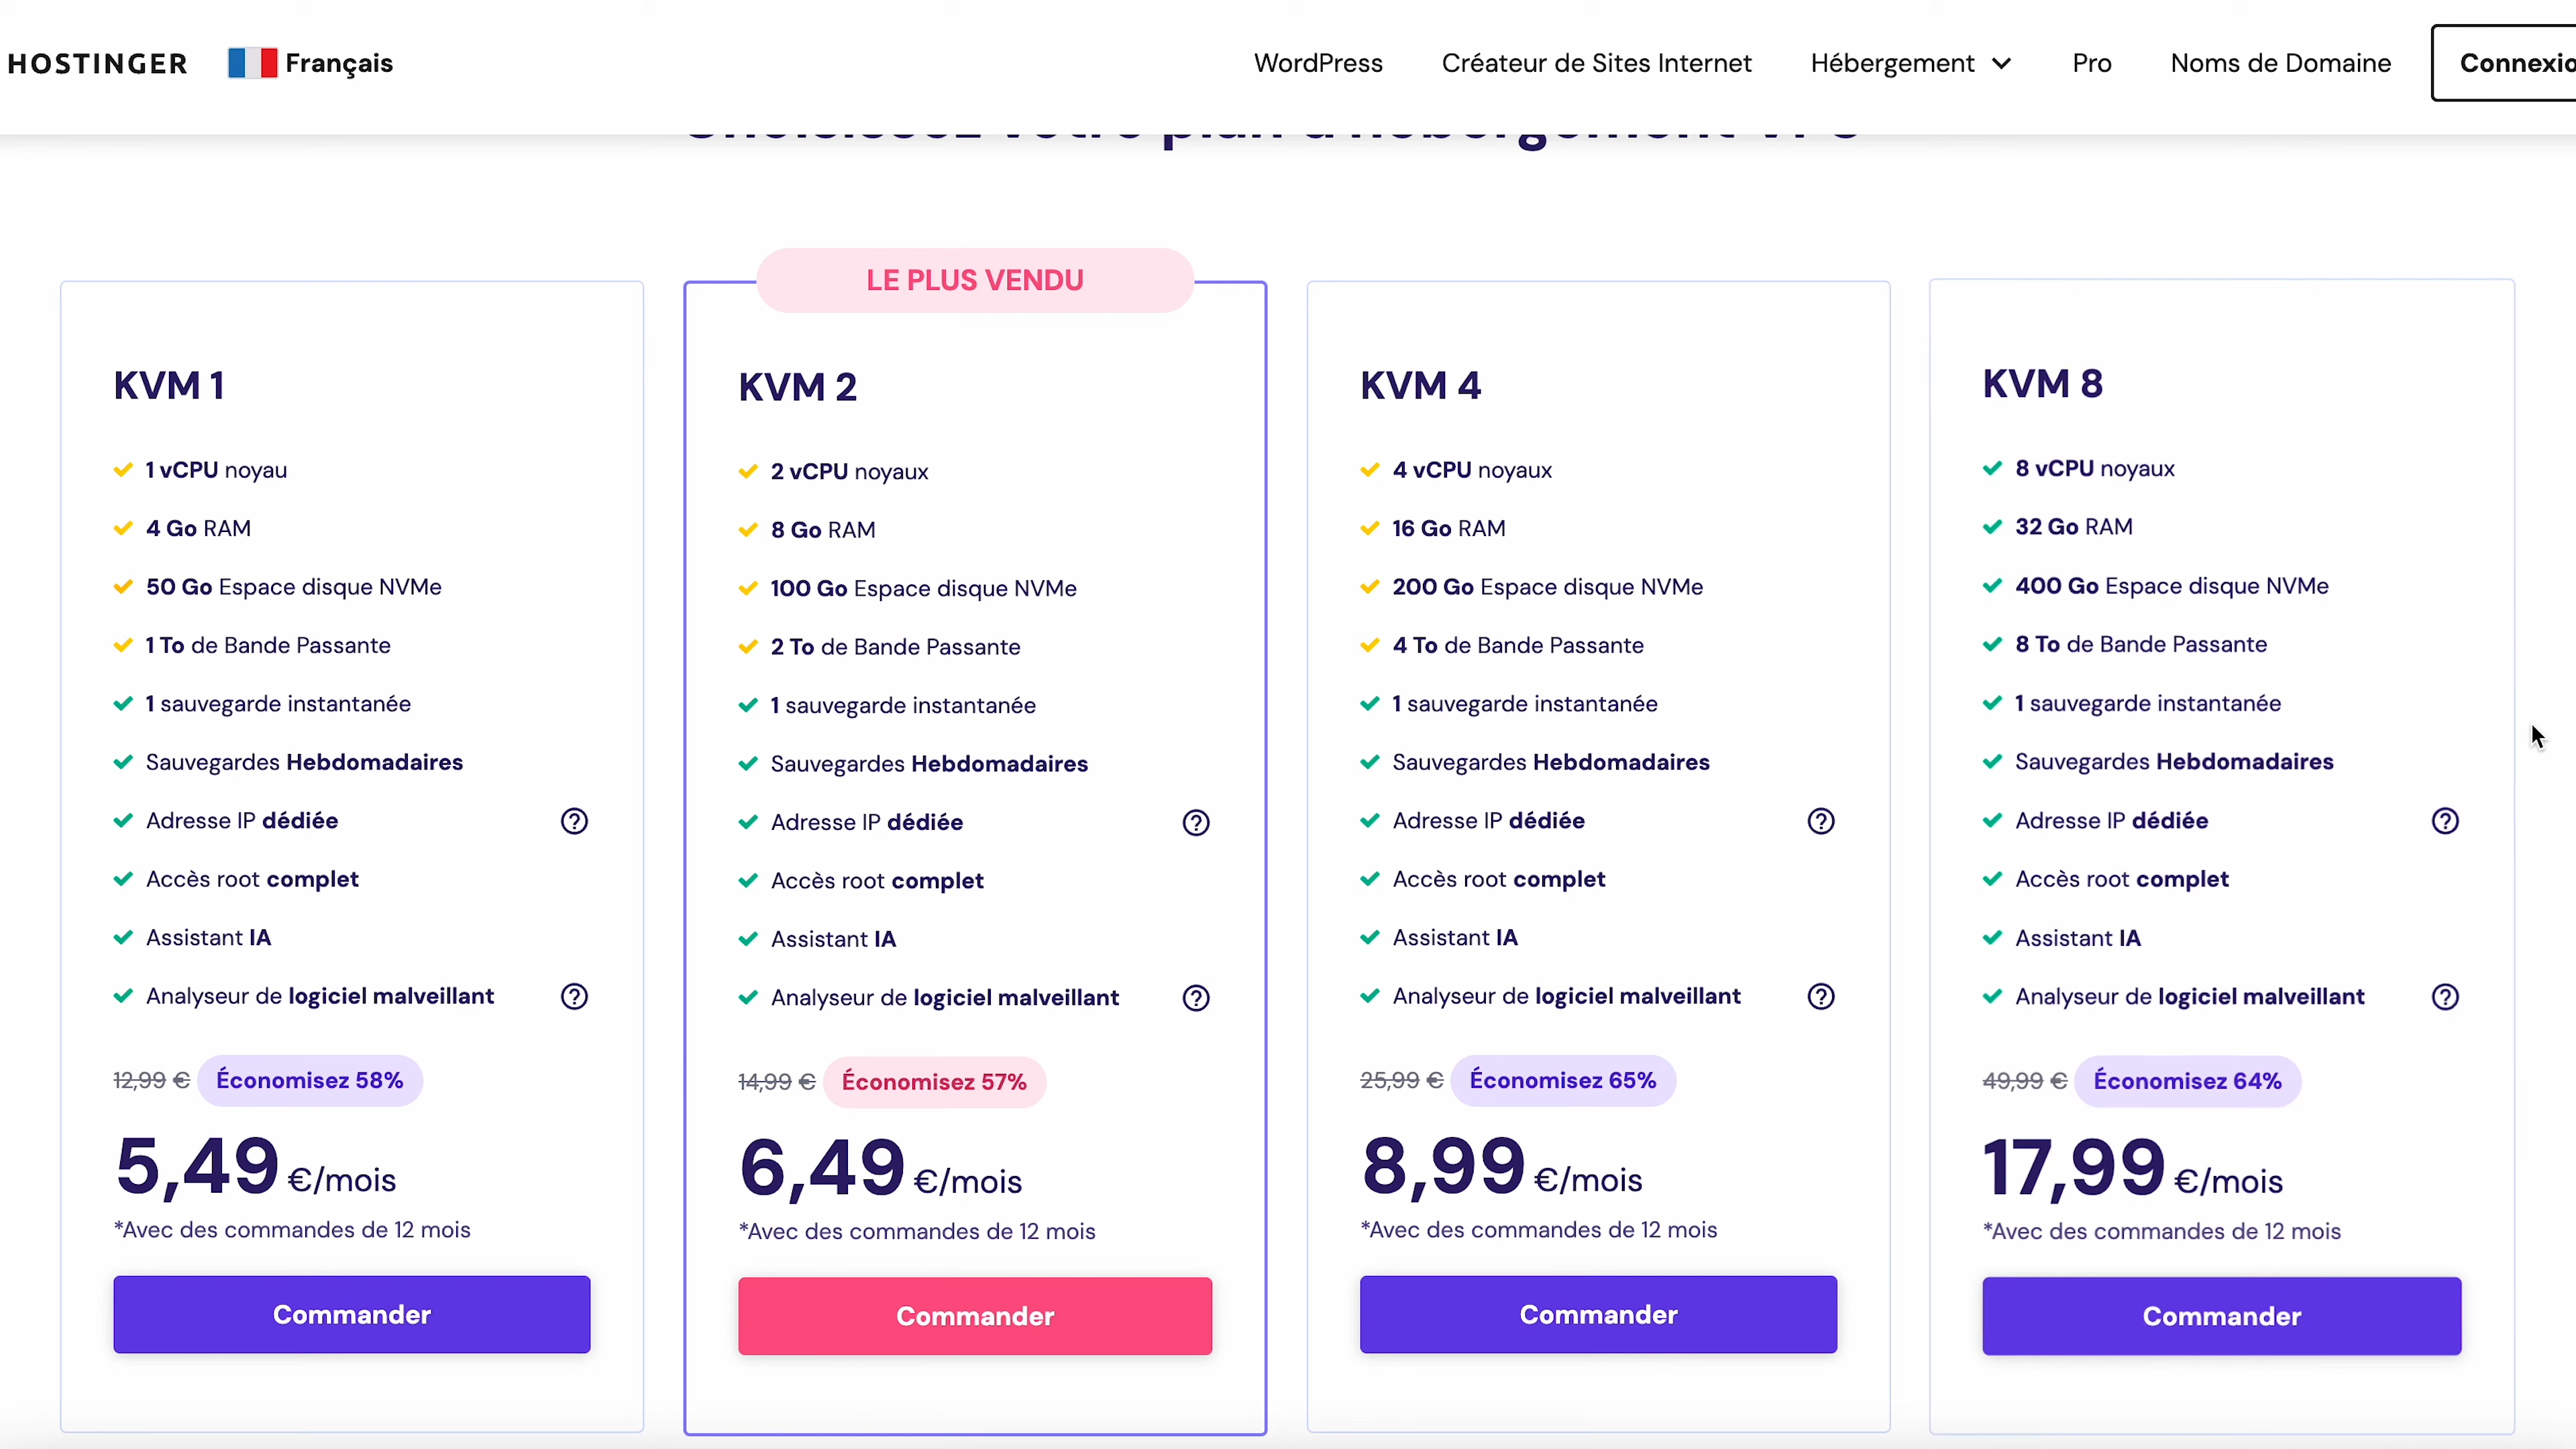 HOSTINGER
Français
WordPress
Créateur de Sites Internet
Hébergement
Pro
Noms de Domaine
Choisissez votre plan d'hébergement VPS
LE PLUS VENDU
KVM 1
1 vCPU noyau
4 Go RAM
50 Go Espace disque NVMe
1 To de Bande Passante
1 sauvegarde instantanée
Sauvegardes Hebdomadaires
Adresse IP dédiée
Accès root complet
Assistant IA
Analyseur de logiciel malveillant
12,99 € Économisez 58%
5,49 €/mois
*Avec des commandes de 12 mois
Commander
KVM 2
2 vCPU noyaux
8 Go RAM
100 Go Espace disque NVMe
2 To de Bande Passante
1 sauvegarde instantanée
Sauvegardes Hebdomadaires
Adresse IP dédiée
Accès root complet
Assistant IA
Analyseur de logiciel malveillant
14,99 € Économisez 57%
6,49 €/mois
*Avec des commandes de 12 mois
Commander
KVM 4
4 vCPU noyaux
16 Go RAM
200 Go Espace disque NVMe
4 To de Bande Passante
1 sauvegarde instantanée
Sauvegardes Hebdomadaires
Adresse IP dédiée
Accès root complet
Assistant IA
Analyseur de logiciel malveillant
25,99 € Économisez 65%
8,99 €/mois
*Avec des commandes de 12 mois
Commander
KVM 8
8 vCPU noyaux
32 Go RAM
400 Go Espace disque NVMe
8 To de Bande Passante
1 sauvegarde instantanée
Sauvegardes Hebdomadaires
Adresse IP dédiée
Accès root complet
Assistant IA
Analyseur de logiciel malveillant
49,99 € Économisez 64%
17,99 €/mois
*Avec des commandes de 12 mois
Commander